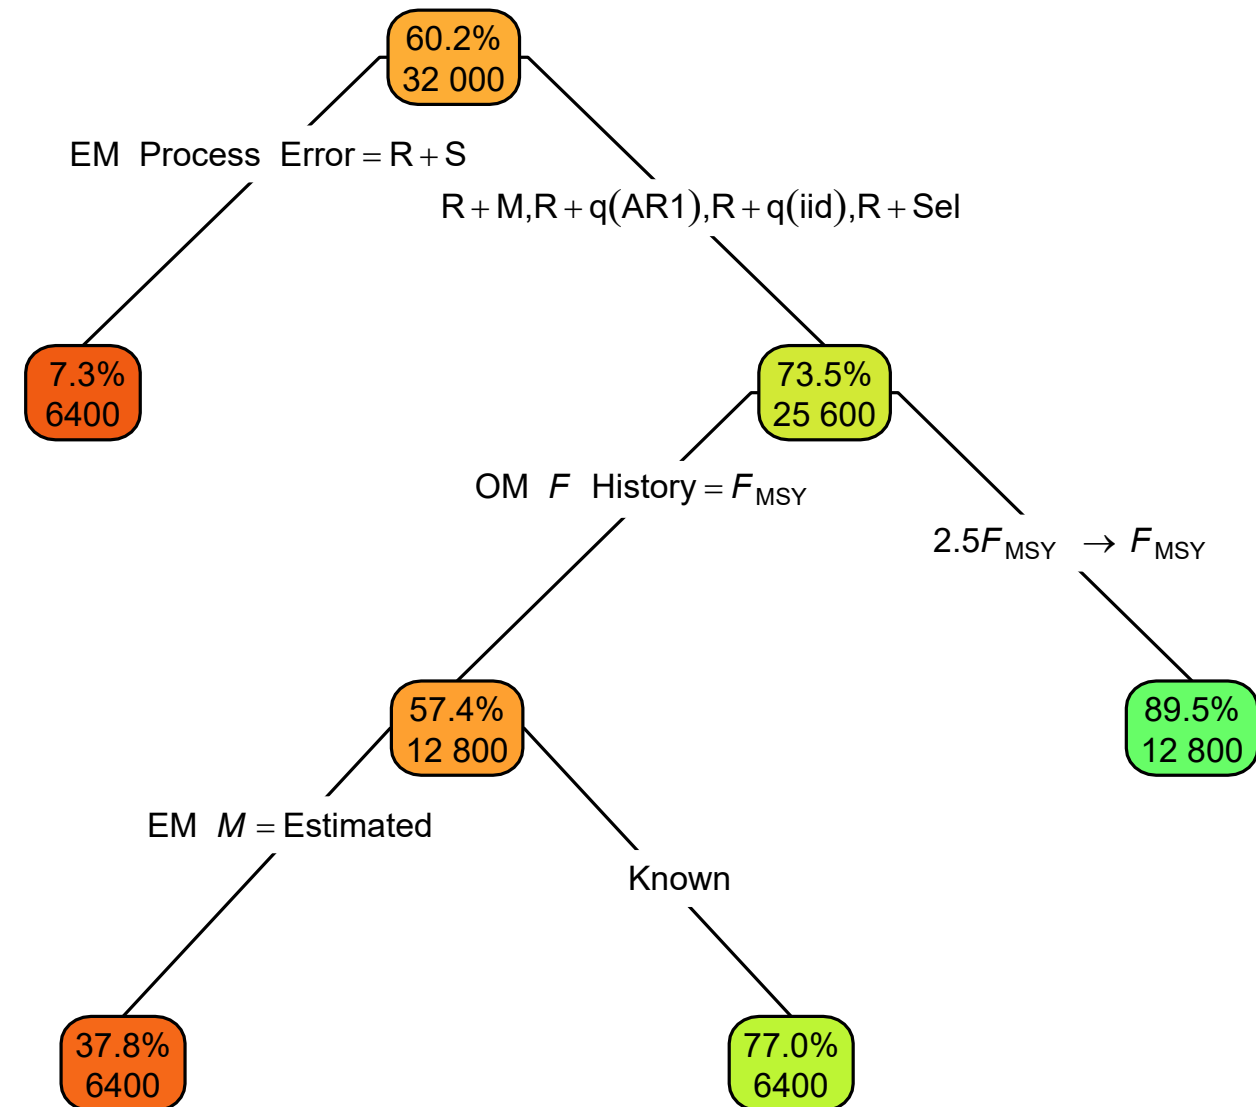 60.2%
32 000
EM Process Error = R + S
R + M,R + q(AR1),R + q(iid),R + Sel
7.3%
6400
73.5%
25 600
OM F History = FMSY
2.5FMSY → FMSY
57.4%
12 800
89.5%
12 800
EM M = Estimated
Known
37.8%
6400
77.0%
6400